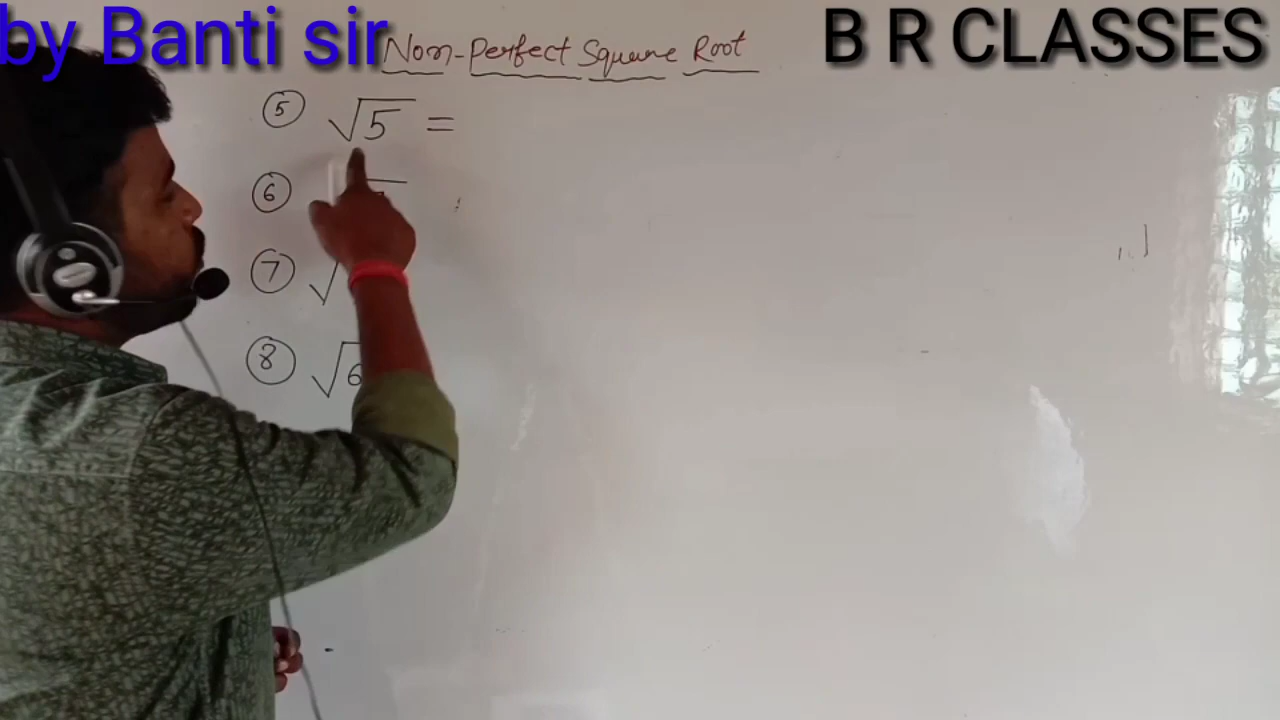 by Banti sir
B R CLASSES
Non-Perfect Square Root
⑤ √5 =
⑥
⑦ √
⑧ √6